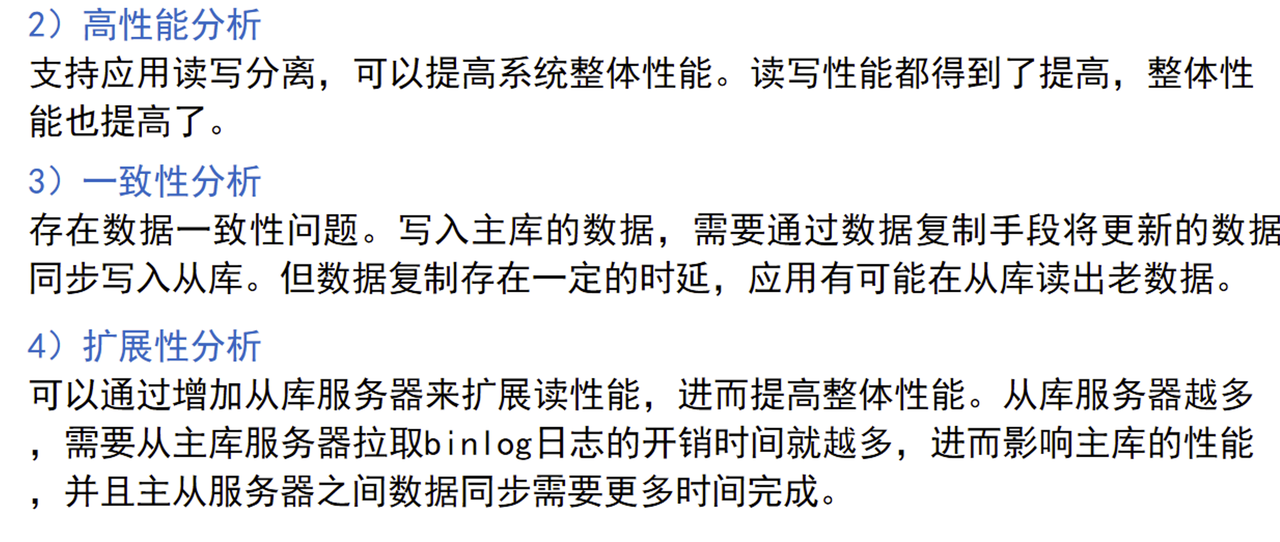 2）高性能分析
支持应用读写分离，可以提高系统整体性能。读写性能都得到了提高，整体性
能也提高了。
3）一致性分析
存在数据一致性问题。写入主库的数据，需要通过数据复制手段将更新的数据
同步写入从库。但数据复制存在一定的时延，应用有可能在从库读出老数据。
4）扩展性分析
可以通过增加从库服务器来扩展读性能，进而提高整体性能。从库服务器越多
，需要从主库服务器拉取binlog日志的开销时间就越多，进而影响主库的性能
，并且主从服务器之间数据同步需要更多时间完成。